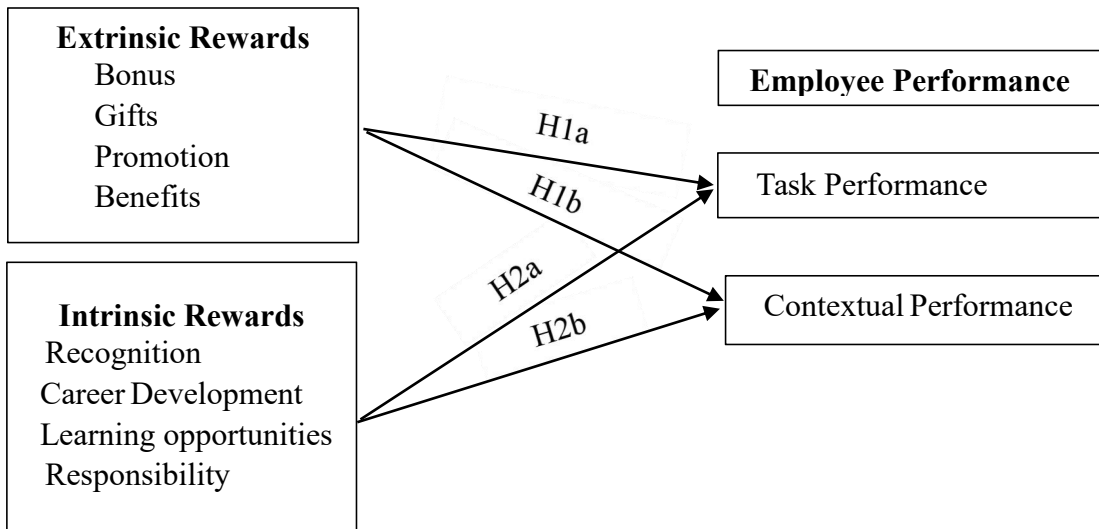 Extrinsic Rewards
Bonus
Gifts
Promotion
Benefits
Intrinsic Rewards
Recognition
Career Development
Learning opportunities
Responsibility
H1a
H1b
H2a
H2b
Employee Performance
Task Performance
Contextual Performance